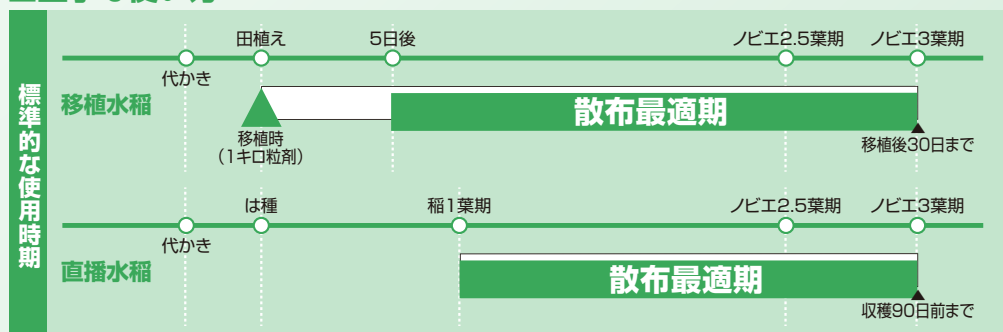 標準的な使用時期
田植え
5日後
ノビエ2.5葉期
ノビエ3葉期
代かき
移植水稲
散布最適期
移植時
(1キロ粒剤)
移植後30日まで
は種
稲1葉期
ノビエ2.5葉期
ノビエ3葉期
代かき
直播水稲
散布最適期
収穫90日前まで